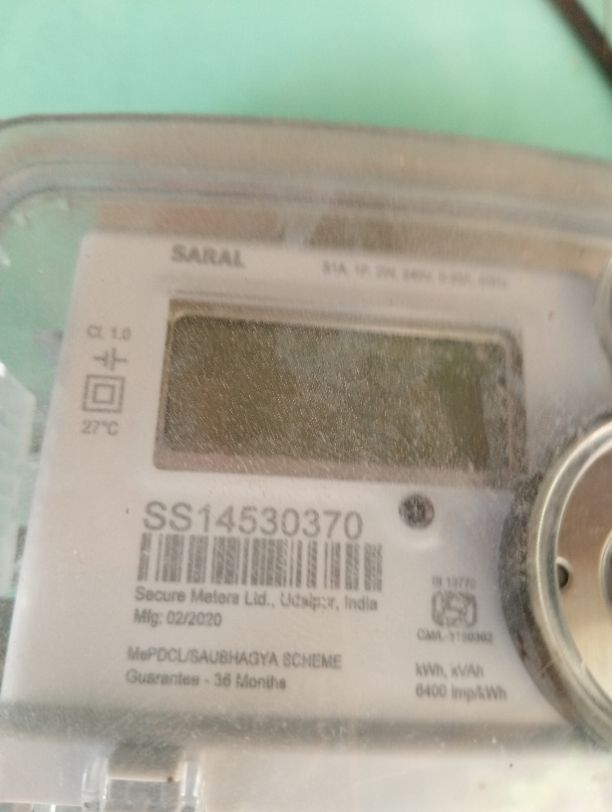 SARAL
Cl. 1.0
27°C
SS14530370
Secure Meters Ltd., Udaipur, India
Mfg: 02/2020
MePDCL/SAUBHAGYA SCHEME
Guarantee - 36 Months
kWh, kVAh
6400 imp/kWh